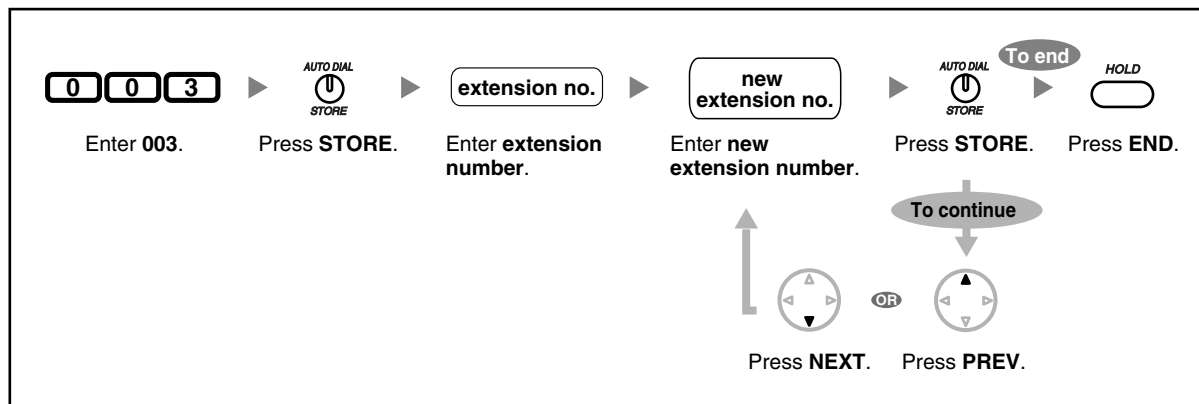 To end
AUTO DIAL
AUTO DIAL
HOLD
0 0 3
extension no.
new
extension no.
STORE
STORE
Enter 003.
Press STORE.
Enter extension
number.
Enter new
extension number.
Press STORE.
Press END.
To continue
OR
Press NEXT.
Press PREV.